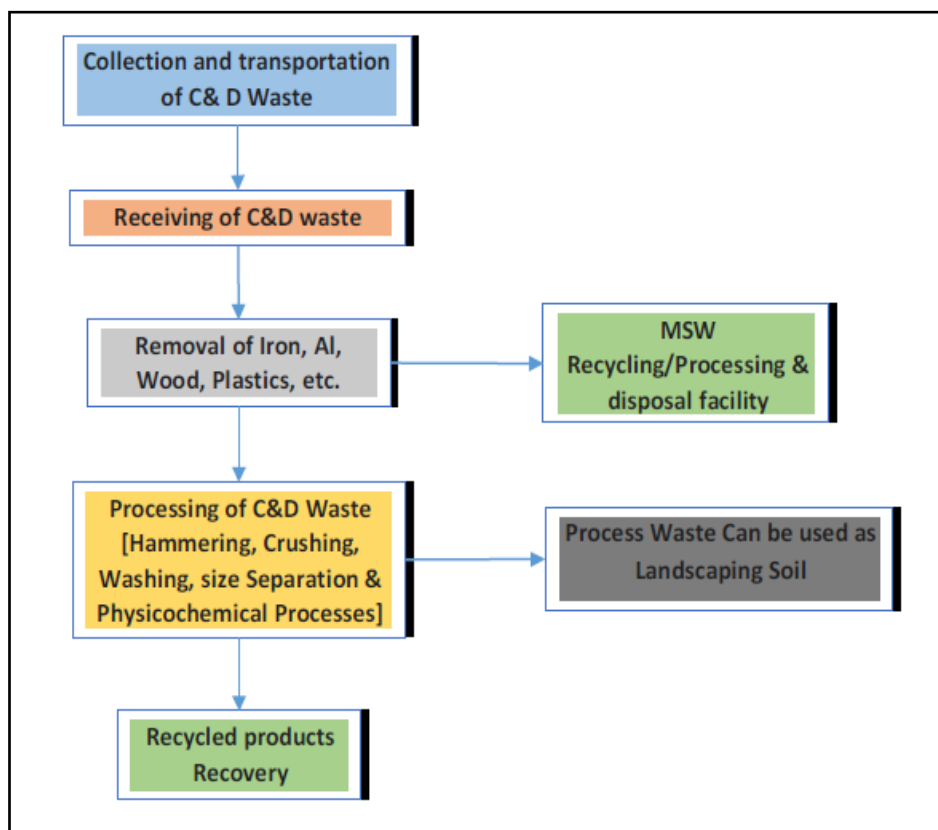 Collection and transportation
of C& D Waste
Receiving of C&D waste
Removal of Iron, Al,
Wood, Plastics, etc.
MSW
Recycling/Processing &
disposal facility
Processing of C&D Waste
[Hammering, Crushing,
Washing, size Separation &
Physicochemical Processes]
Process Waste Can be used as
Landscaping Soil
Recycled products
Recovery